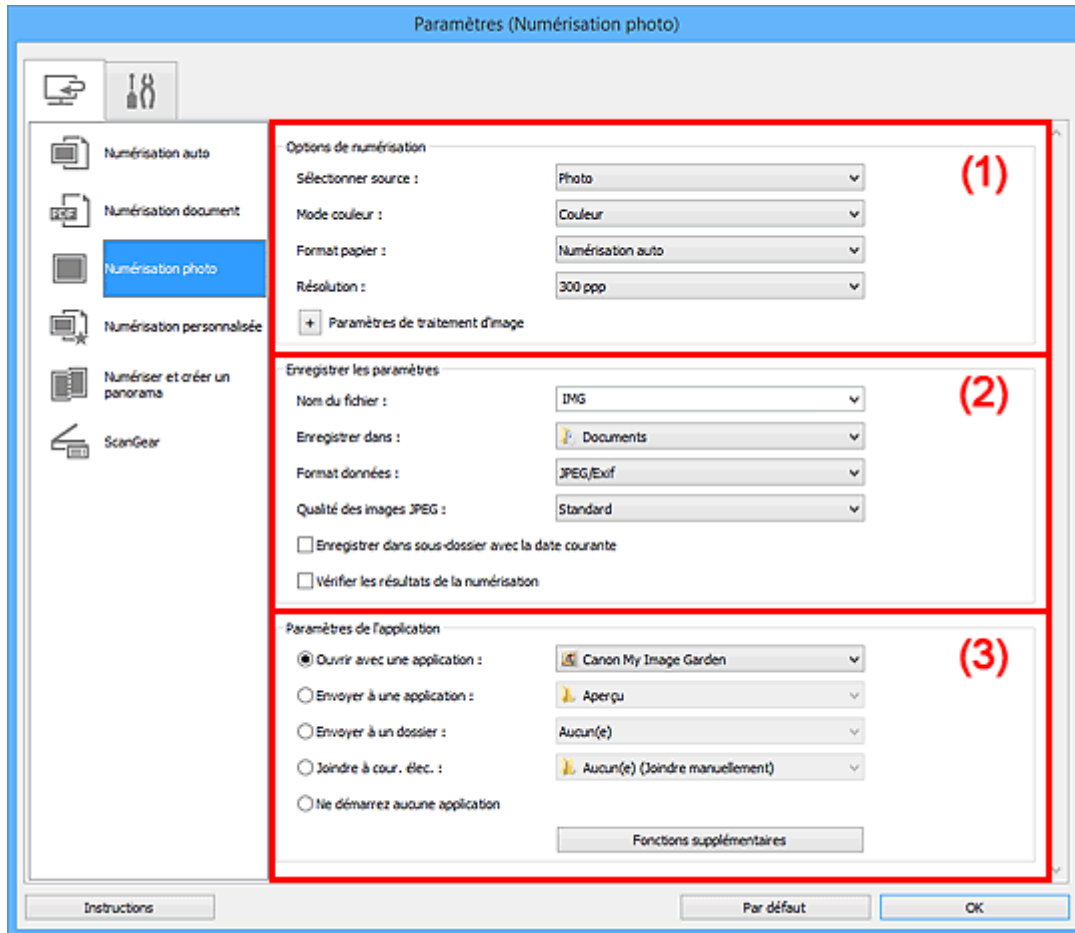 Paramètres (Numérisation photo)
Numérisation auto
Numérisation document
Numérisation photo
Numérisation personnalisée
Numériser et créer un
panorama
ScanGear
(1)
Options de numérisation
Sélectionner source : Photo
Mode couleur : Couleur
Format papier : Numérisation auto
Résolution : 300 ppp
+ Paramètres de traitement d'image
(2)
Enregistrer les paramètres
Nom du fichier : IMG
Enregistrer dans : Documents
Format données : JPEG/Exif
Qualité des images JPEG : Standard
Enregistrer dans sous-dossier avec la date courante
Vérifier les résultats de la numérisation
(3)
Paramètres de l'application
Ouvrir avec une application : Canon My Image Garden
Envoyer à une application : Aperçu
Envoyer à un dossier : Aucun(e)
Joindre à cour. élec. : Aucun(e) (Joindre manuellement)
Ne démarrez aucune application
Fonctions supplémentaires
Instructions
Par défaut
OK